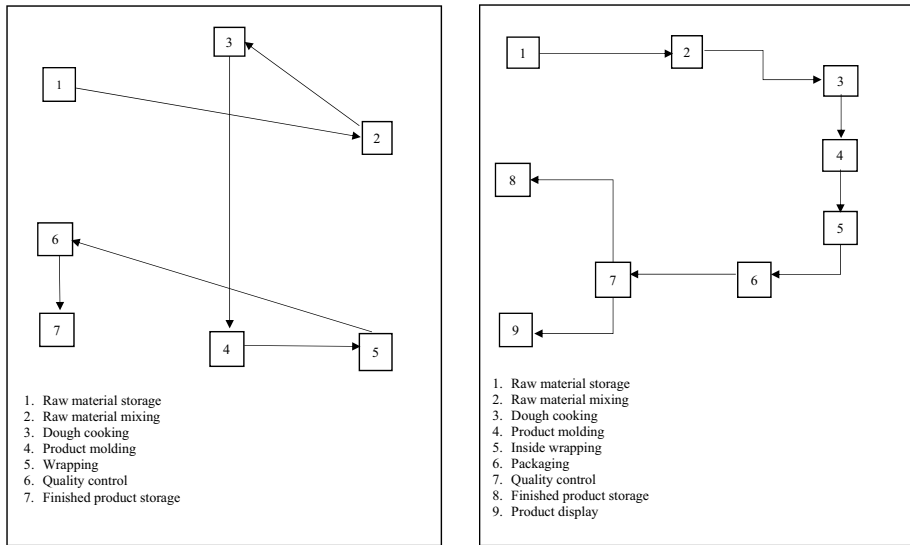 3
1
2
6
7
4
5
1. Raw material storage
2. Raw material mixing
3. Dough cooking
4. Product molding
5. Wrapping
6. Quality control
7. Finished product storage
1
2
3
4
8
5
7
6
9
1. Raw material storage
2. Raw material mixing
3. Dough cooking
4. Product molding
5. Inside wrapping
6. Packaging
7. Quality control
8. Finished product storage
9. Product display